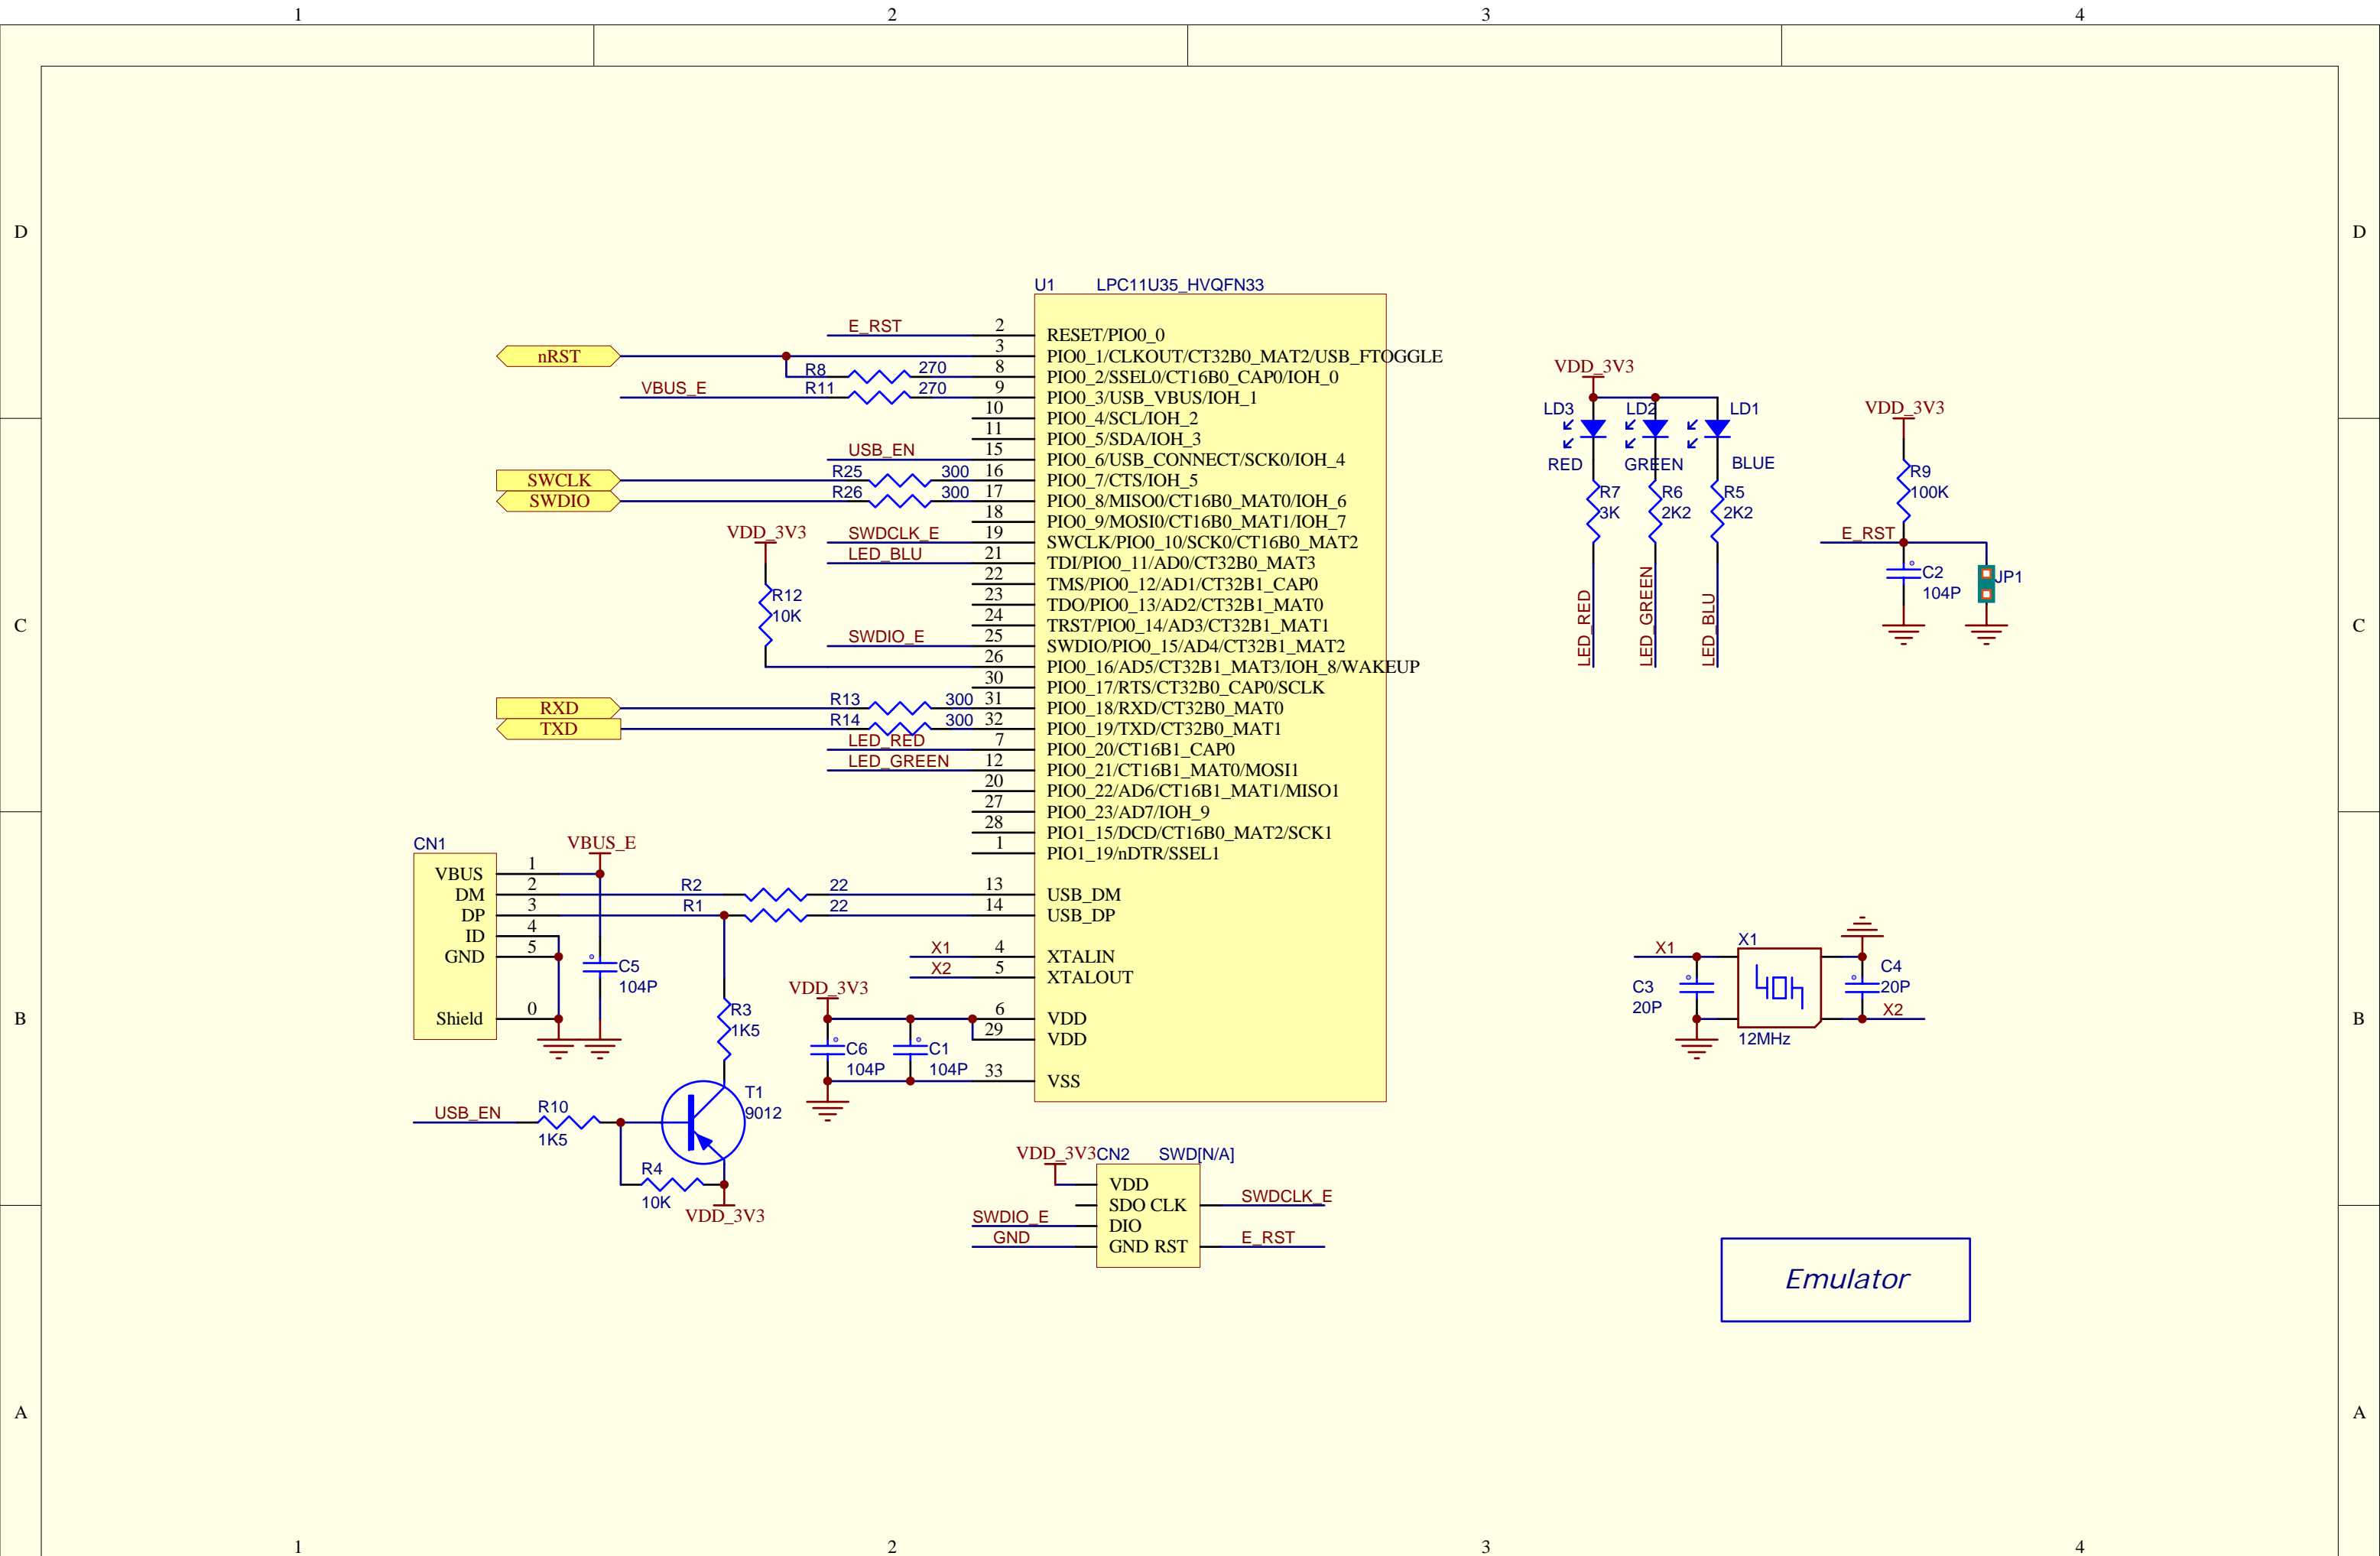 1 2 3 4
D D
U1 LPC11U35_HVQFN33
E_RST 2 RESET/PIO0_0
nRST 3 PIO0_1/CLKOUT/CT32B0_MAT2/USB_FTOGGLE
R8 270 8 PIO0_2/SSEL0/CT16B0_CAP0/IOH_0
VBUS_E R11 270 9 PIO0_3/USB_VBUS/IOH_1
10 PIO0_4/SCL/IOH_2
11 PIO0_5/SDA/IOH_3
USB_EN 15 PIO0_6/USB_CONNECT/SCK0/IOH_4
SWCLK R25 300 16 PIO0_7/CTS/IOH_5
SWDIO R26 300 17 PIO0_8/MISO0/CT16B0_MAT0/IOH_6
18 PIO0_9/MOSI0/CT16B0_MAT1/IOH_7
VDD_3V3 SWDCLK_E 19 SWCLK/PIO0_10/SCK0/CT16B0_MAT2
LED_BLU 21 TDI/PIO0_11/AD0/CT32B0_MAT3
22 TMS/PIO0_12/AD1/CT32B1_CAP0
R12 23 TDO/PIO0_13/AD2/CT32B1_MAT0
10K 24 TRST/PIO0_14/AD3/CT32B1_MAT1
SWDIO_E 25 SWDIO/PIO0_15/AD4/CT32B1_MAT2
26 PIO0_16/AD5/CT32B1_MAT3/IOH_8/WAKEUP
30 PIO0_17/RTS/CT32B0_CAP0/SCLK
RXD R13 300 31 PIO0_18/RXD/CT32B0_MAT0
TXD R14 300 32 PIO0_19/TXD/CT32B0_MAT1
LED_RED 7 PIO0_20/CT16B1_CAP0
LED_GREEN 12 PIO0_21/CT16B1_MAT0/MOSI1
20 PIO0_22/AD6/CT16B1_MAT1/MISO1
27 PIO0_23/AD7/IOH_9
28 PIO1_15/DCD/CT16B0_MAT2/SCK1
1 PIO1_19/nDTR/SSEL1
VDD_3V3
LD3 LD2 LD1
RED GREEN BLUE
R7 R6 R5
3K 2K2 2K2
LED_RED LED_GREEN LED_BLU
VDD_3V3
R9
100K
E_RST
C2 JP1
104P
C C
CN1 VBUS_E
VBUS 1
DM 2 R2 22 13 USB_DM
DP 3 R1 22 14 USB_DP
ID 4
GND 5
C5
104P
Shield 0
X1 4 XTALIN
X2 5 XTALOUT
VDD_3V3
6 VDD
29 VDD
C6 C1
104P 104P
33 VSS
R3
1K5
T1
9012
USB_EN R10
1K5
R4
10K
VDD_3V3
X1 X1
C3 C4
20P 20P
X2
12MHz
B B
VDD_3V3 CN2 SWD[N/A]
VDD
SDO CLK SWDCLK_E
SWDIO_E DIO
GND GND RST E_RST
Emulator
A A
1 2 3 4